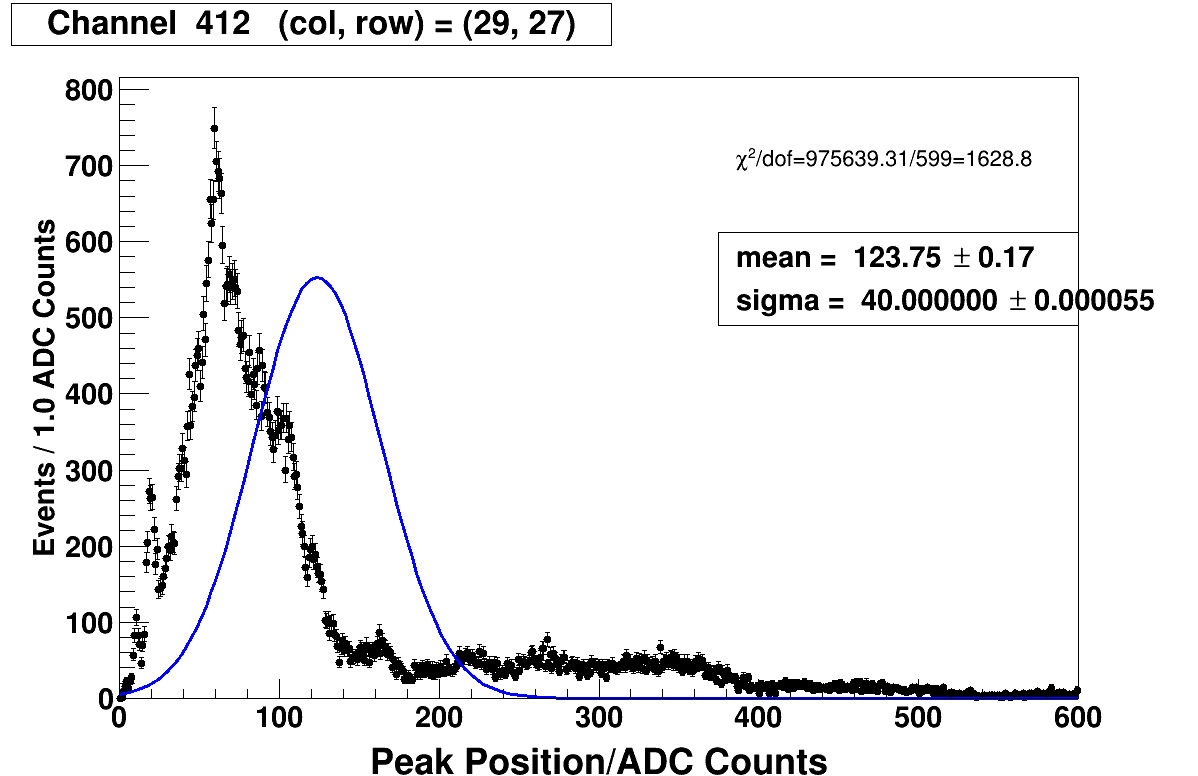 Channel 412 (col, row) = (29, 27)
χ²/dof=975639.31/599=1628.8
mean = 123.75 ± 0.17
sigma = 40.000000 ± 0.000055
Events / 1.0 ADC Counts
800
700
600
500
400
300
200
100
0
0 100 200 300 400 500 600
Peak Position/ADC Counts